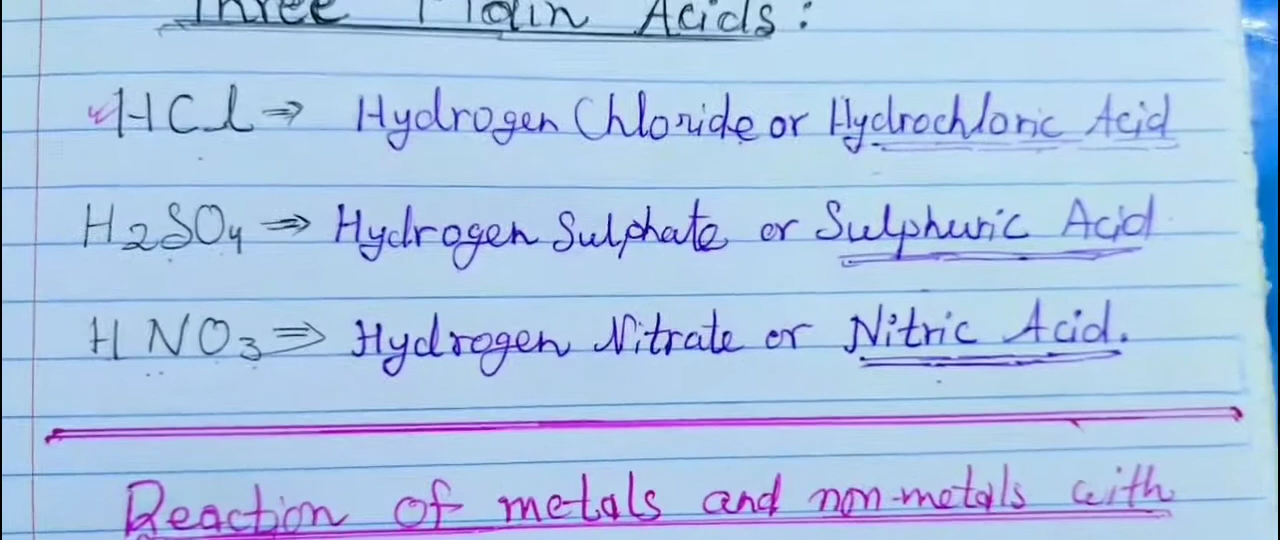 Three Main Acids:
HCl ⇒ Hydrogen Chloride or Hydrochloric Acid
H₂SO₄ ⇒ Hydrogen Sulphate or Sulphuric Acid
HNO₃ ⇒ Hydrogen Nitrate or Nitric Acid.
Reaction of metals and non-metals with